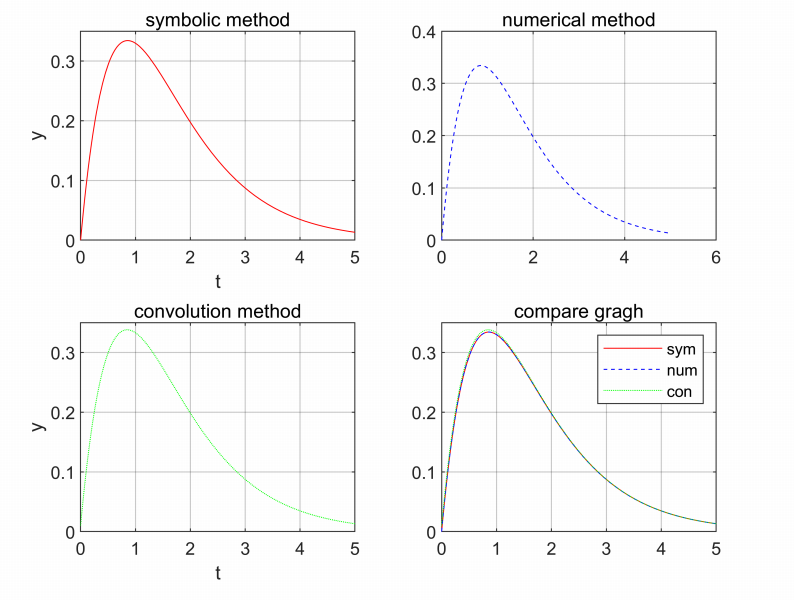 symbolic method
0.3
0.2
0.1
0
y
0 1 2 3 4 5
t
numerical method
0.4
0.3
0.2
0.1
0
0 2 4 6
convolution method
0.3
0.2
0.1
0
y
0 1 2 3 4 5
t
compare gragh
0.3
0.2
0.1
0
0 1 2 3 4 5
sym
num
con